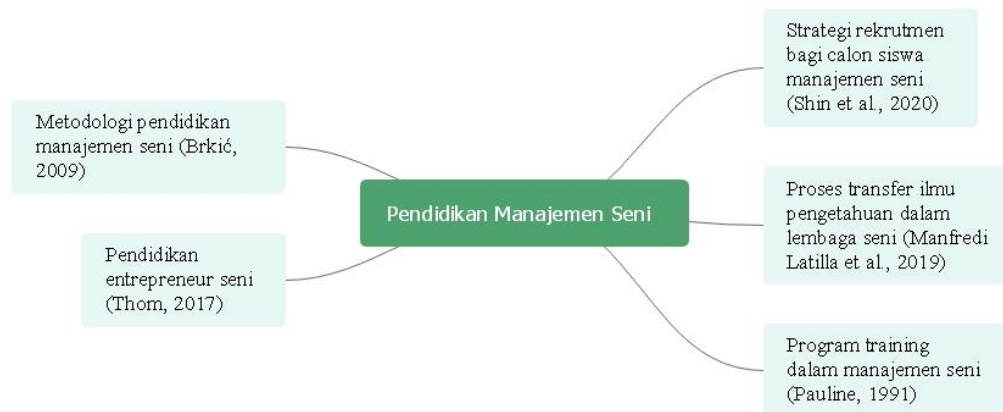 Metodologi pendidikan
manajemen seni (Brkić,
2009)
Pendidikan
entrepreneur seni
(Thom, 2017)
Pendidikan Manajemen Seni
Strategi rekrutmen
bagi calon siswa
manajemen seni
(Shin et al., 2020)
Proses transfer ilmu
pengetahuan dalam
lembaga seni (Manfredi
Latilla et al., 2019)
Program training
dalam manajemen seni
(Pauline, 1991)